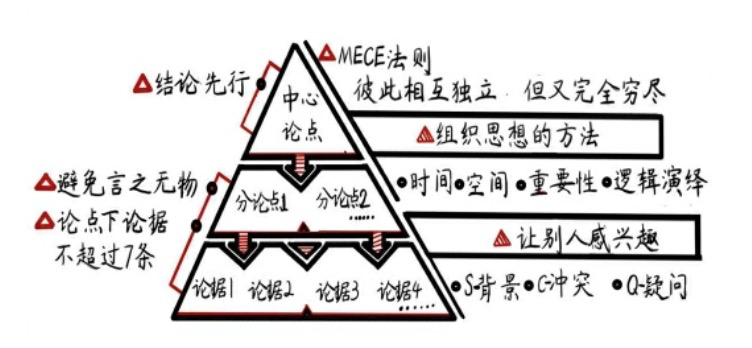 △MECE法则
彼此相互独立 但又完全穷尽
△结论先行
中心
论点
△组织思想的方法
△避免言之无物
△论点下论据
不超过7条
分论点1 分论点2
......
•时间•空间•重要性•逻辑演绎
△让别人感兴趣
论据1 论据2 论据3 论据4
......
•S-背景•C-冲突 •Q-疑问